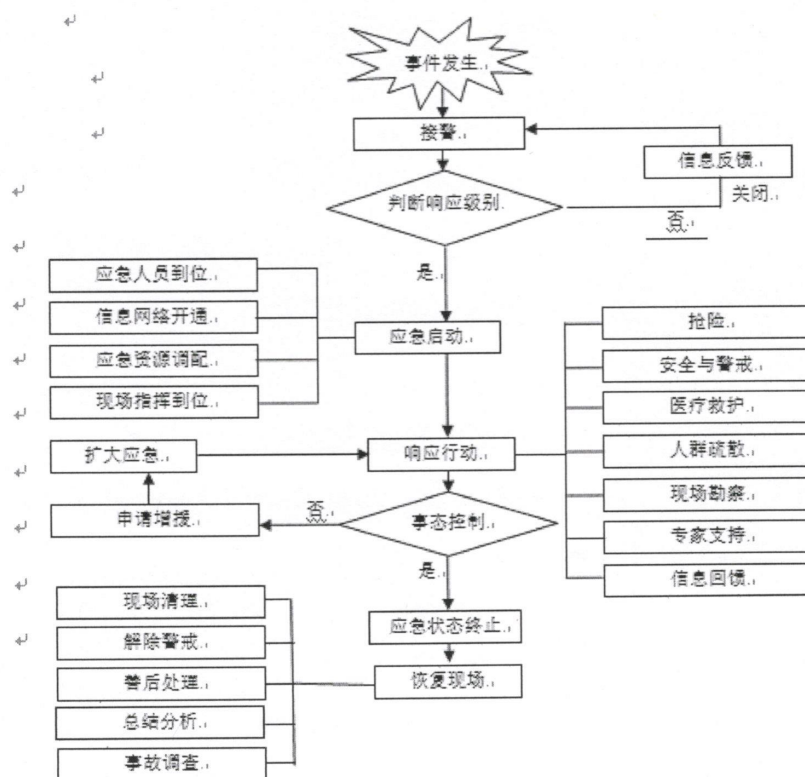 事件发生
接警
信息反馈
关闭
判断响应级别
否
是
应急人员到位
信息网络开通
应急资源调配
现场指挥到位
应急启动
抢险
安全与警戒
医疗救护
人群疏散
现场勘察
专家支持
信息回馈
扩大应急
响应行动
申请增援
否
事态控制
是
现场清理
解除警戒
善后处理
总结分析
事故调查
应急状态终止
恢复现场